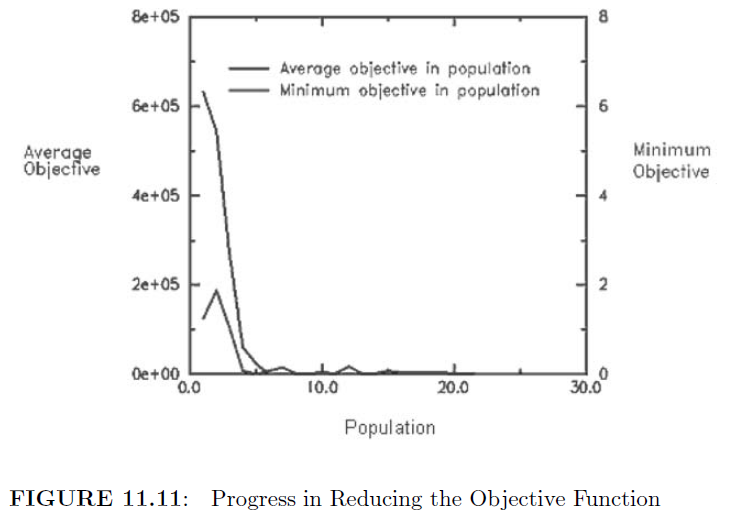 8e+05
8
Average objective in population
Minimum objective in population
6e+05
6
Average
Objective
Minimum
Objective
4e+05
4
2e+05
2
0e+00
0
0.0
10.0
20.0
30.0
Population
FIGURE 11.11: Progress in Reducing the Objective Function